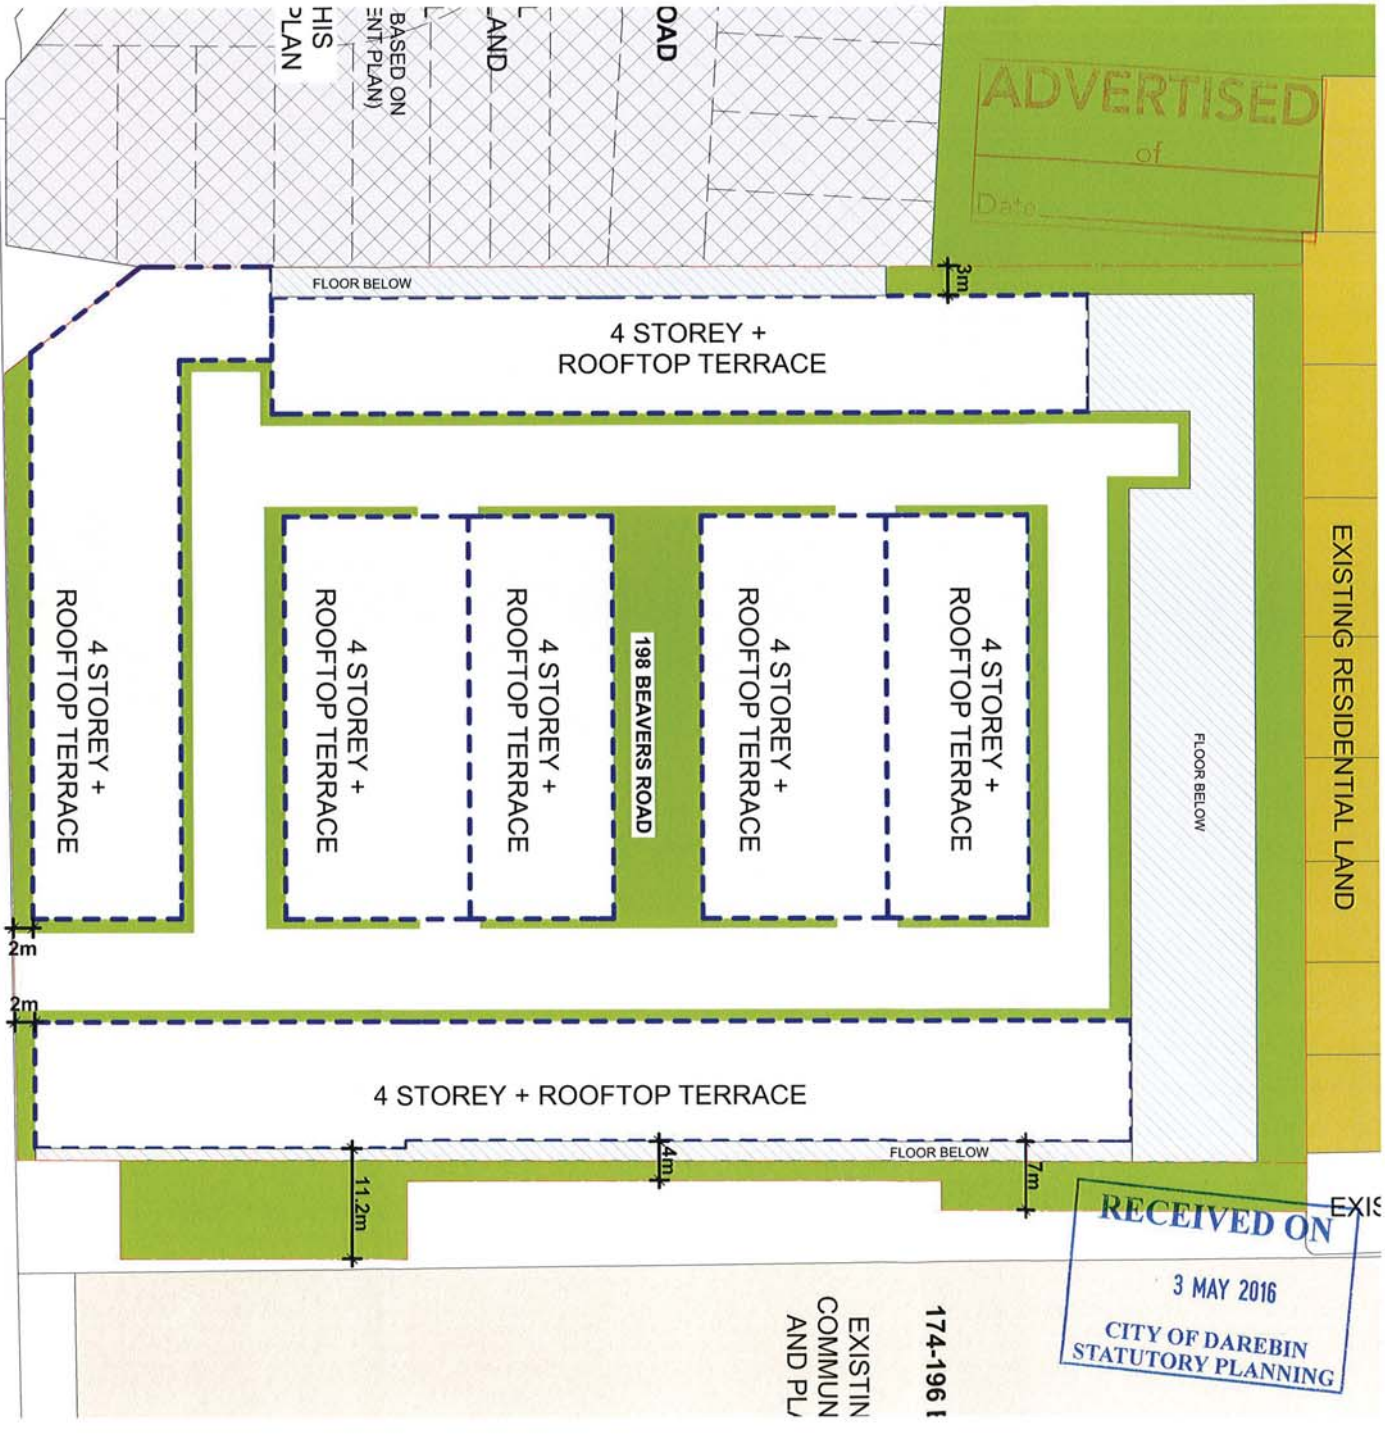 HIS
PLAN
BASED ON
ENT PLAN)
AND
OAD
ADVERTISED
of
Date
3m
FLOOR BELOW
4 STOREY +
ROOFTOP TERRACE
4 STOREY +
ROOFTOP TERRACE
4 STOREY +
ROOFTOP TERRACE
4 STOREY +
ROOFTOP TERRACE
198 BEAVERS ROAD
4 STOREY +
ROOFTOP TERRACE
4 STOREY +
ROOFTOP TERRACE
FLOOR BELOW
EXISTING RESIDENTIAL LAND
2m
2m
4 STOREY + ROOFTOP TERRACE
FLOOR BELOW
11.2m
4m
7m
EXIS
RECEIVED ON
3 MAY 2016
CITY OF DAREBIN
STATUTORY PLANNING
174-196 B
EXISTIN
COMMUN
AND PLA